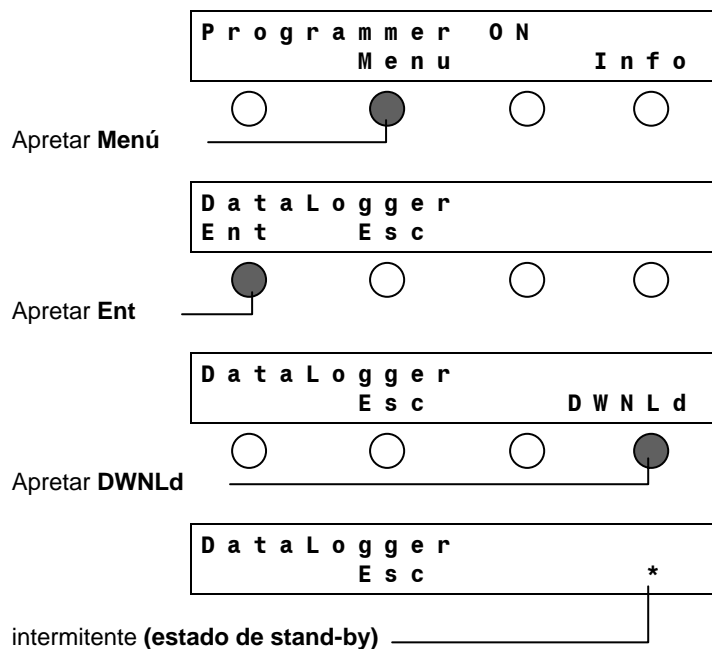 Programmer ON
Menu Info
Apretar Menú
DataLogger
Ent Esc
Apretar Ent
DataLogger
Esc DWNLd
Apretar DWNLd
DataLogger
Esc *
intermitente (estado de stand-by)